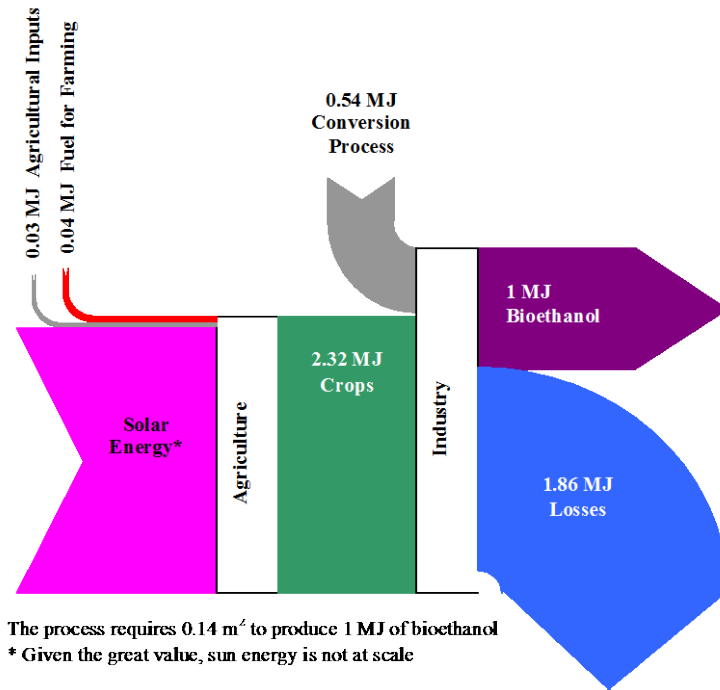 0.03 MJ Agricultural Inputs
0.04 MJ Fuel for Farming
0.54 MJ
Conversion
Process
1 MJ
Bioethanol
2.32 MJ
Crops
Solar
Energy*
Agriculture
Industry
1.86 MJ
Losses
The process requires 0.14 m² to produce 1 MJ of bioethanol
* Given the great value, sun energy is not at scale